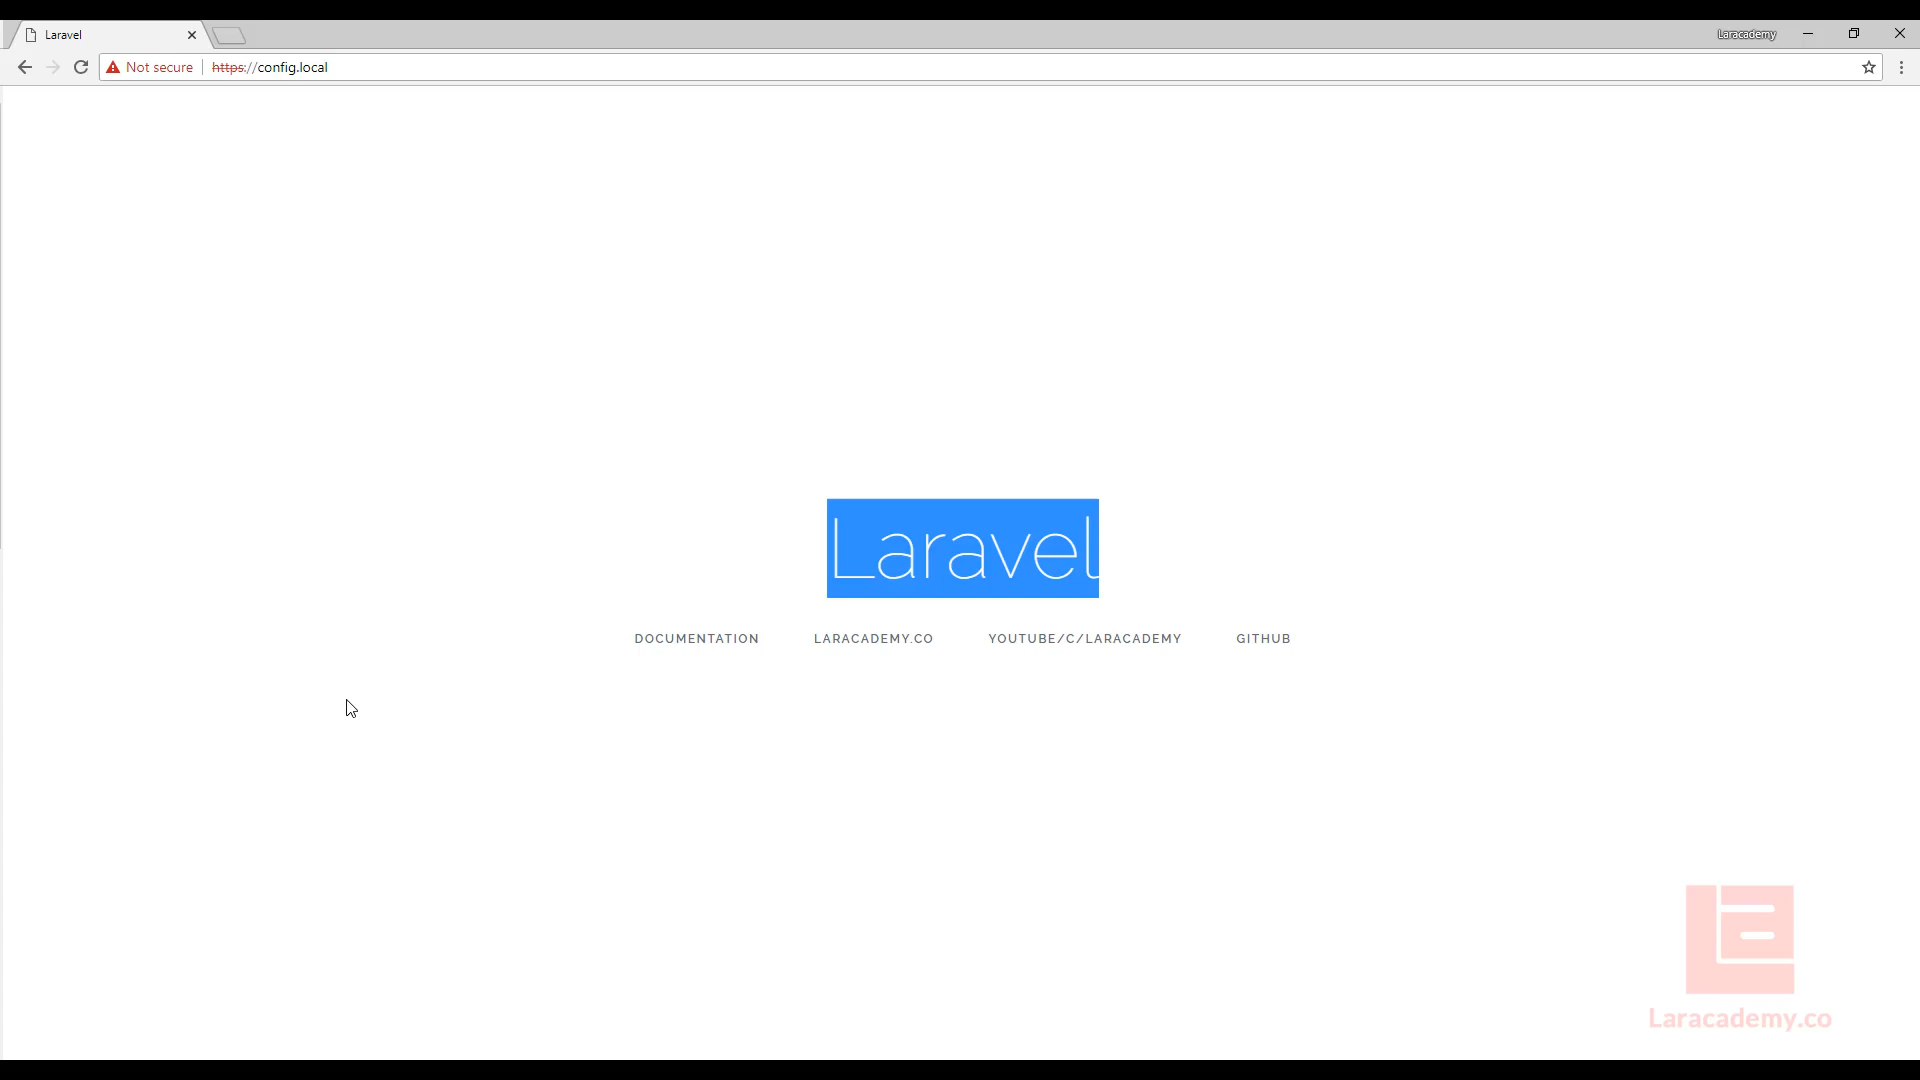 Laravel
Laracademy
Not secure
https://config.local
Laravel
DOCUMENTATION LARACADEMY.CO YOUTUBE/C/LARACADEMY GITHUB
Laracademy.co